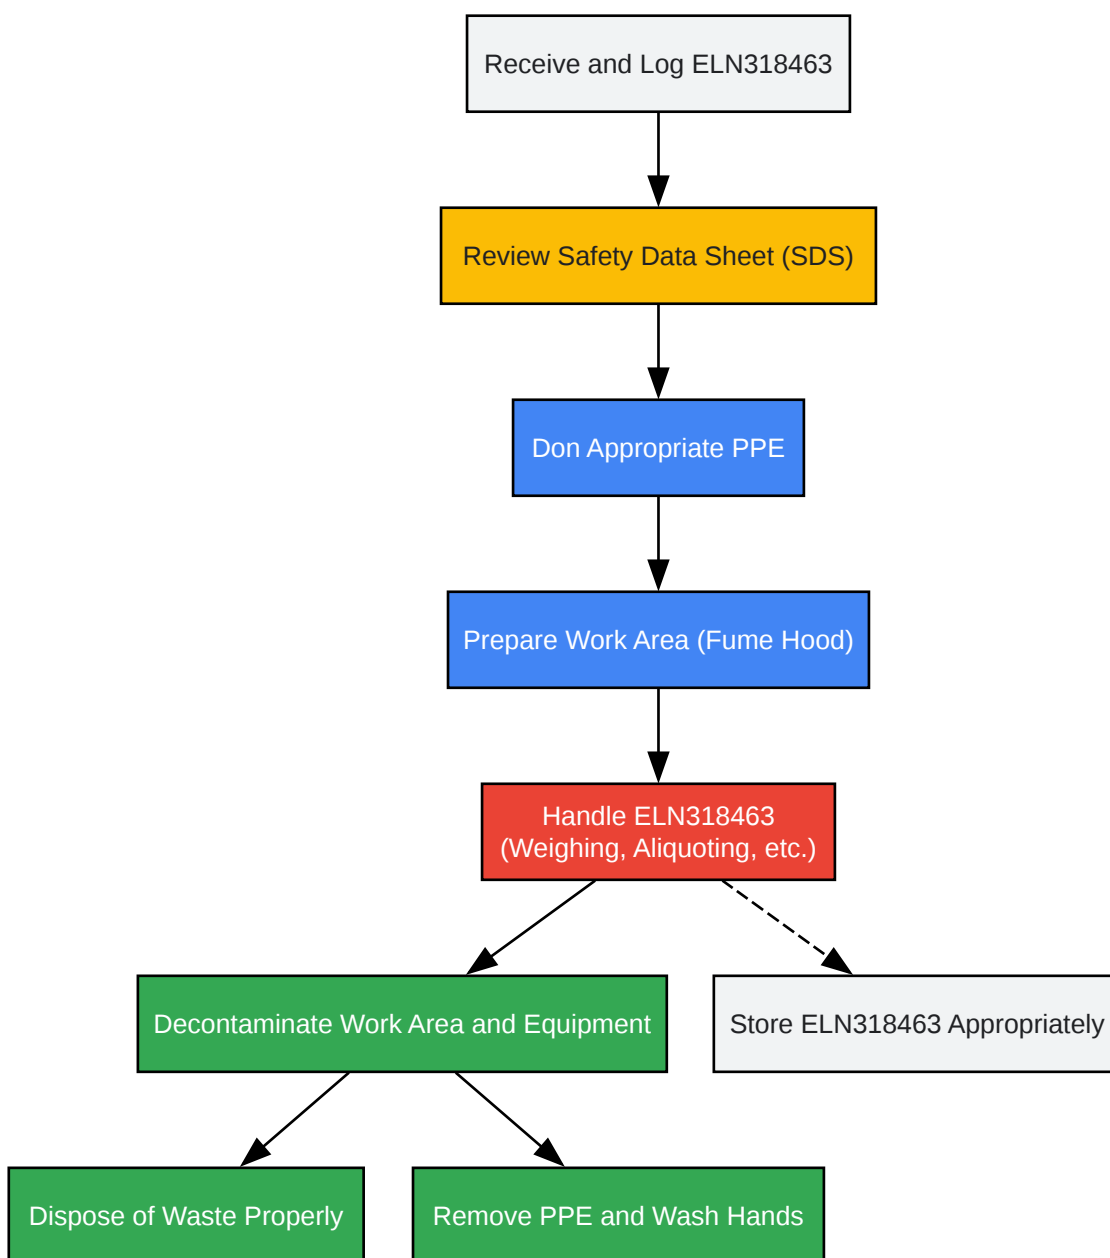 Receive and Log ELN318463
Review Safety Data Sheet (SDS)
Don Appropriate PPE
Prepare Work Area (Fume Hood)
Handle ELN318463
(Weighing, Aliquoting, etc.)
Decontaminate Work Area and Equipment
Store ELN318463 Appropriately
Dispose of Waste Properly
Remove PPE and Wash Hands